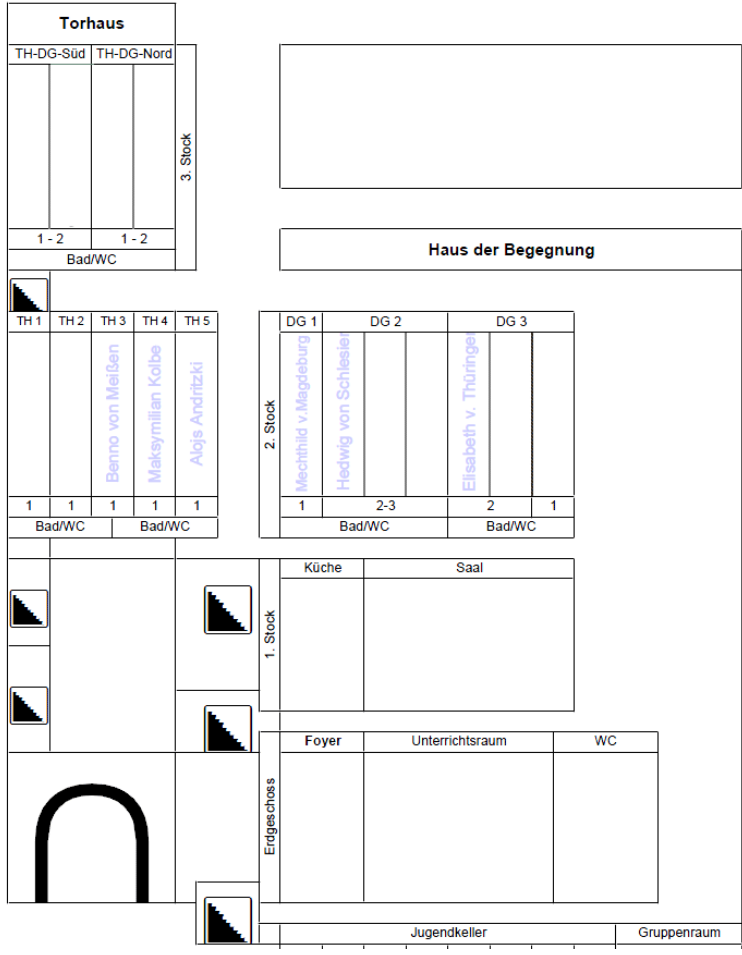 Torhaus
TH-DG-Süd TH-DG-Nord
3. Stock
1 - 2 1 - 2
Bad/WC
Haus der Begegnung
TH 1 TH 2 TH 3 TH 4 TH 5
Benno von Meißen
Maksymilian Kolbe
Alojs Andritzki
1 1 1 1 1
Bad/WC Bad/WC
2. Stock
DG 1 DG 2 DG 3
Mechthild v.Magdeburg
Hedwig von Schlesien
Elisabeth v. Thüringen
1 2-3 2 1
Bad/WC Bad/WC
1. Stock
Küche Saal
Erdgeschoss
Foyer Unterrichtsraum WC
Jugendkeller Gruppenraum